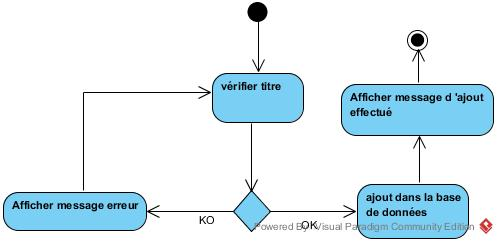 vérifier titre
Afficher message d 'ajout
effectué
Afficher message erreur
KO
OK
ajout dans la base
de données
Powered By Visual Paradigm Community Edition